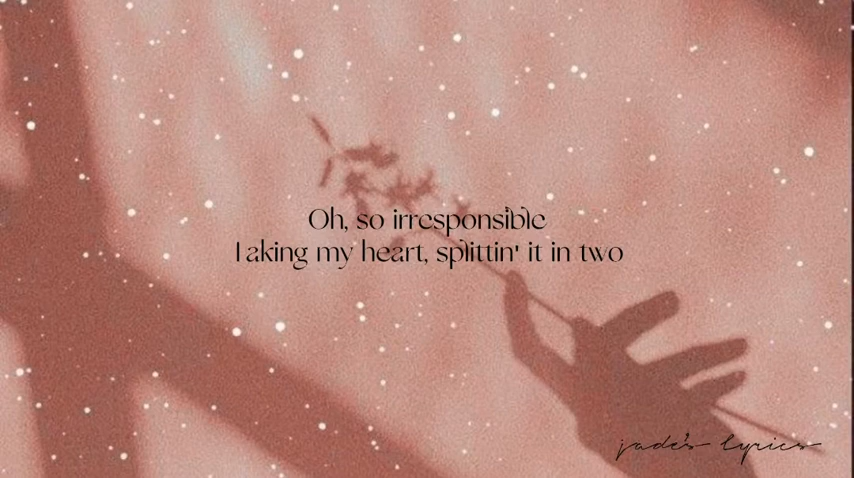 Oh, so irresponsible
Taking my heart, splittin' it in two
jade's lyrics